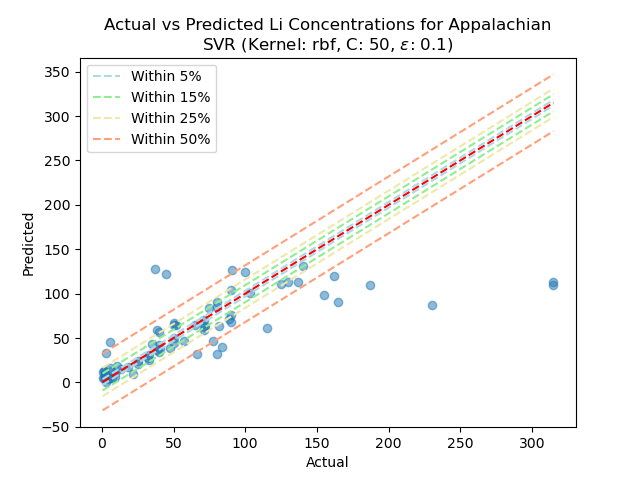 Actual vs Predicted Li Concentrations for Appalachian
SVR (Kernel: rbf, C: 50, ε: 0.1)
Within 5%
Within 15%
Within 25%
Within 50%
350
300
250
200
150
100
50
0
−50
Predicted
0
50
100
150
200
250
300
Actual